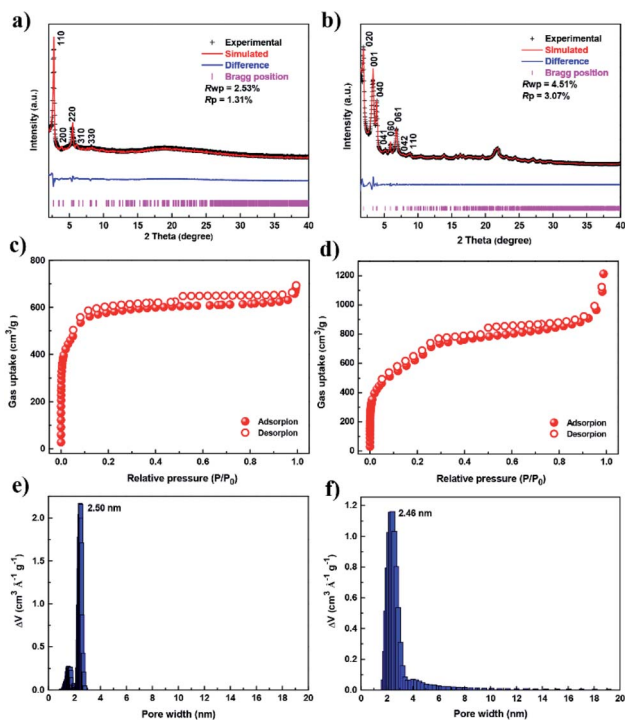 a)
110
200
220
310
330
Experimental
Simulated
Difference
Bragg position
Rwp = 2.53%
Rp = 1.31%
Intensity (a.u.)
5 10 15 20 25 30 35 40
2 Theta (degree)
b)
020
001
040
041
060
061
042
110
Experimental
Simulated
Difference
Bragg position
Rwp = 4.51%
Rp = 3.07%
Intensity (a.u.)
5 10 15 20 25 30 35 40
2 Theta (degree)
c)
800
600
400
200
0
Gas uptake (cm³/g)
Adsorpion
Desorpion
0.0 0.2 0.4 0.6 0.8 1.0
Relative pressure (P/P₀)
d)
1200
1000
800
600
400
200
0
Gas uptake (cm³/g)
Adsorpion
Desorpion
0.0 0.2 0.4 0.6 0.8 1.0
Relative pressure (P/P₀)
e)
2.50 nm
2.0
1.5
1.0
0.5
0.0
ΔV (cm³ Å⁻¹ g⁻¹)
0 2 4 6 8 10 12 14 16 18 20
Pore width (nm)
f)
2.46 nm
1.2
0.9
0.6
0.3
0.0
ΔV (cm³ Å⁻¹ g⁻¹)
0 2 4 6 8 10 12 14 16 18 20
Pore width (nm)